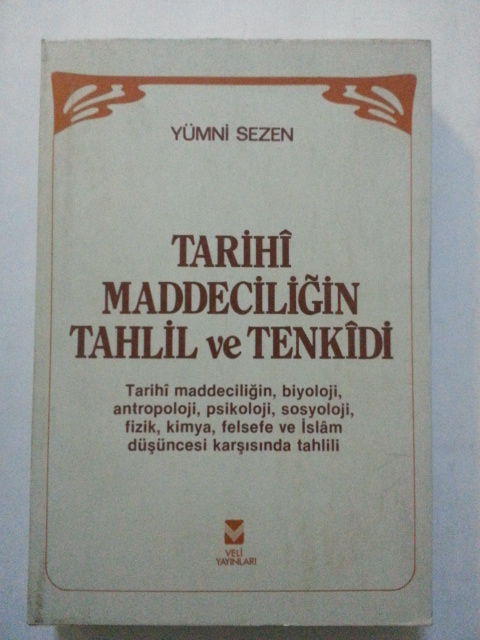 YÜMNİ SEZEN
TARİHÎ
MADDECİLİĞİN
TAHLİL ve TENKÎDİ
Tarihî maddeciliğin, biyoloji,
antropoloji, psikoloji, sosyoloji,
fizik, kimya, felsefe ve İslâm
düşüncesi karşısında tahlili
VELİ
YAYINLARI